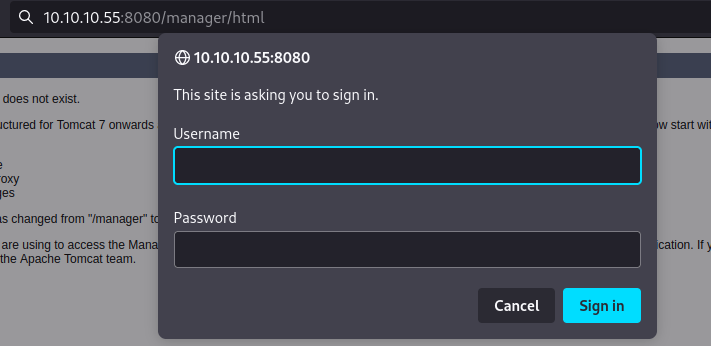 10.10.10.55:8080/manager/html
10.10.10.55:8080
This site is asking you to sign in.
does not exist.
uctured for Tomcat 7 onwards ow start wit
Username
e
roxy
ges
Password
as changed from "/manager" to
are using to access the Mana ication. If y
the Apache Tomcat team.
Cancel Sign in